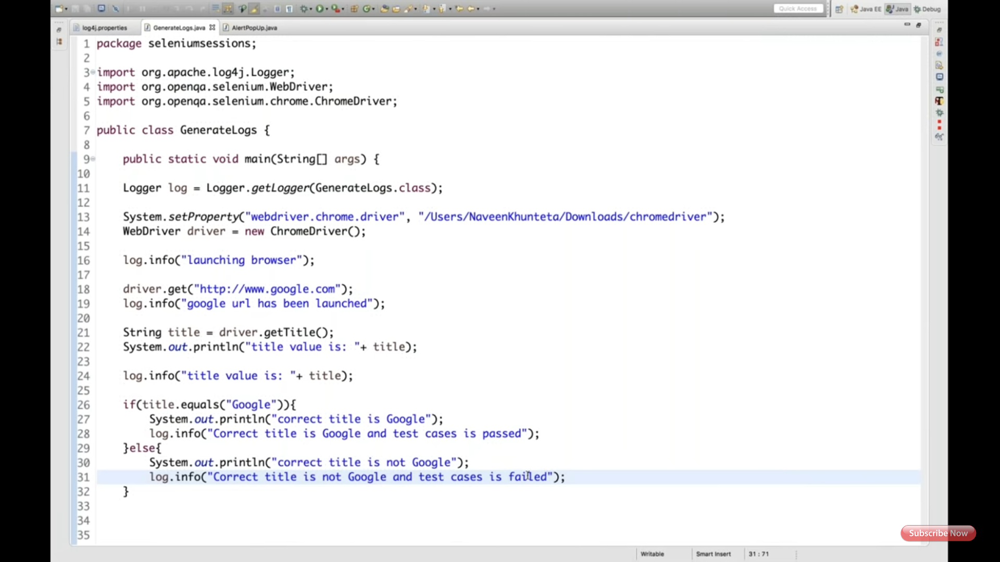 Quick Access
Java EE
Java
Debug
log4j.properties
GenerateLogs.java
AlertPopUp.java
1 package seleniumsessions;
2
3 import org.apache.log4j.Logger;
4 import org.openqa.selenium.WebDriver;
5 import org.openqa.selenium.chrome.ChromeDriver;
6
7 public class GenerateLogs {
8
9 public static void main(String[] args) {
10
11 Logger log = Logger.getLogger(GenerateLogs.class);
12
13 System.setProperty("webdriver.chrome.driver", "/Users/NaveenKhunteta/Downloads/chromedriver");
14 WebDriver driver = new ChromeDriver();
15
16 log.info("launching browser");
17
18 driver.get("http://www.google.com");
19 log.info("google url has been launched");
20
21 String title = driver.getTitle();
22 System.out.println("title value is: "+ title);
23
24 log.info("title value is: "+ title);
25
26 if(title.equals("Google")){
27 System.out.println("correct title is Google");
28 log.info("Correct title is Google and test cases is passed");
29 }else{
30 System.out.println("correct title is not Google");
31 log.info("Correct title is not Google and test cases is failed");
32 }
33
34
35
Subscribe Now
Writable
Smart Insert
31 : 71